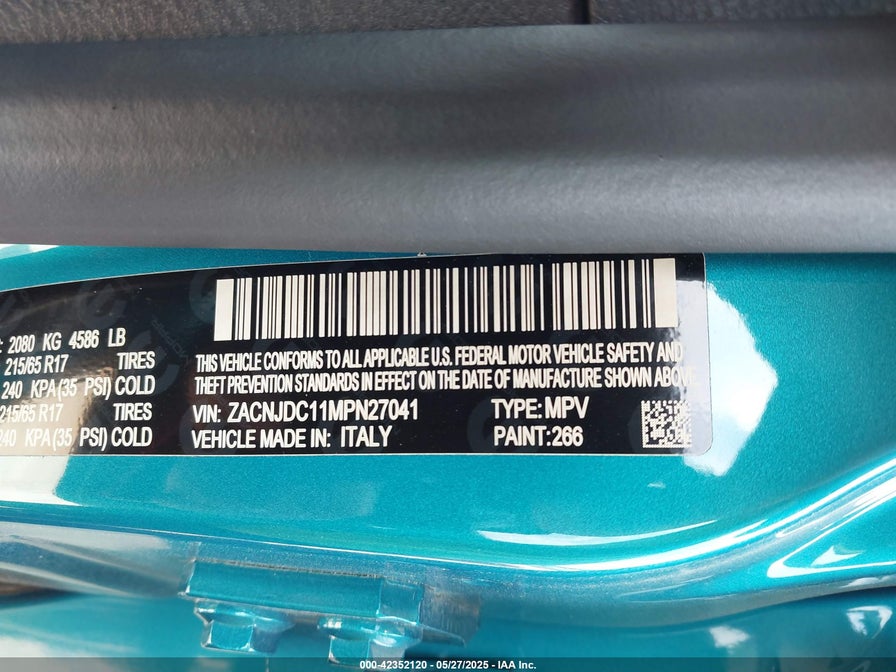 : 2080 KG 4586 LB
215/65 R17 TIRES
240 KPA(35 PSI) COLD
215/65 R17 TIRES
240 KPA(35 PSI) COLD
THIS VEHICLE CONFORMS TO ALL APPLICABLE U.S. FEDERAL MOTOR VEHICLE SAFETY AND
THEFT PREVENTION STANDARDS IN EFFECT ON THE DATE OF MANUFACTURE SHOWN ABOVE.
VIN: ZACNJDC11MPN27041 TYPE: MPV
VEHICLE MADE IN: ITALY PAINT:266
000-42352120 - 05/27/2025 - IAA Inc.